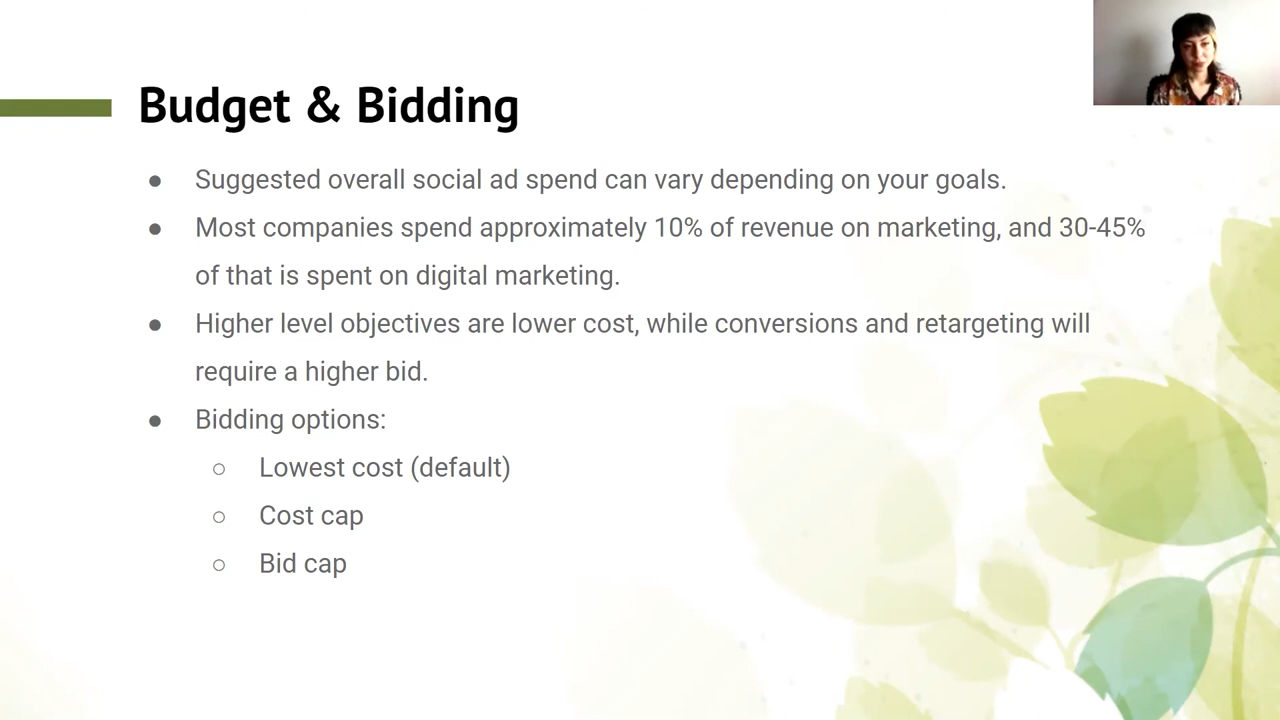 Budget & Bidding
● Suggested overall social ad spend can vary depending on your goals.
● Most companies spend approximately 10% of revenue on marketing, and 30-45%
of that is spent on digital marketing.
● Higher level objectives are lower cost, while conversions and retargeting will
require a higher bid.
● Bidding options:
○ Lowest cost (default)
○ Cost cap
○ Bid cap